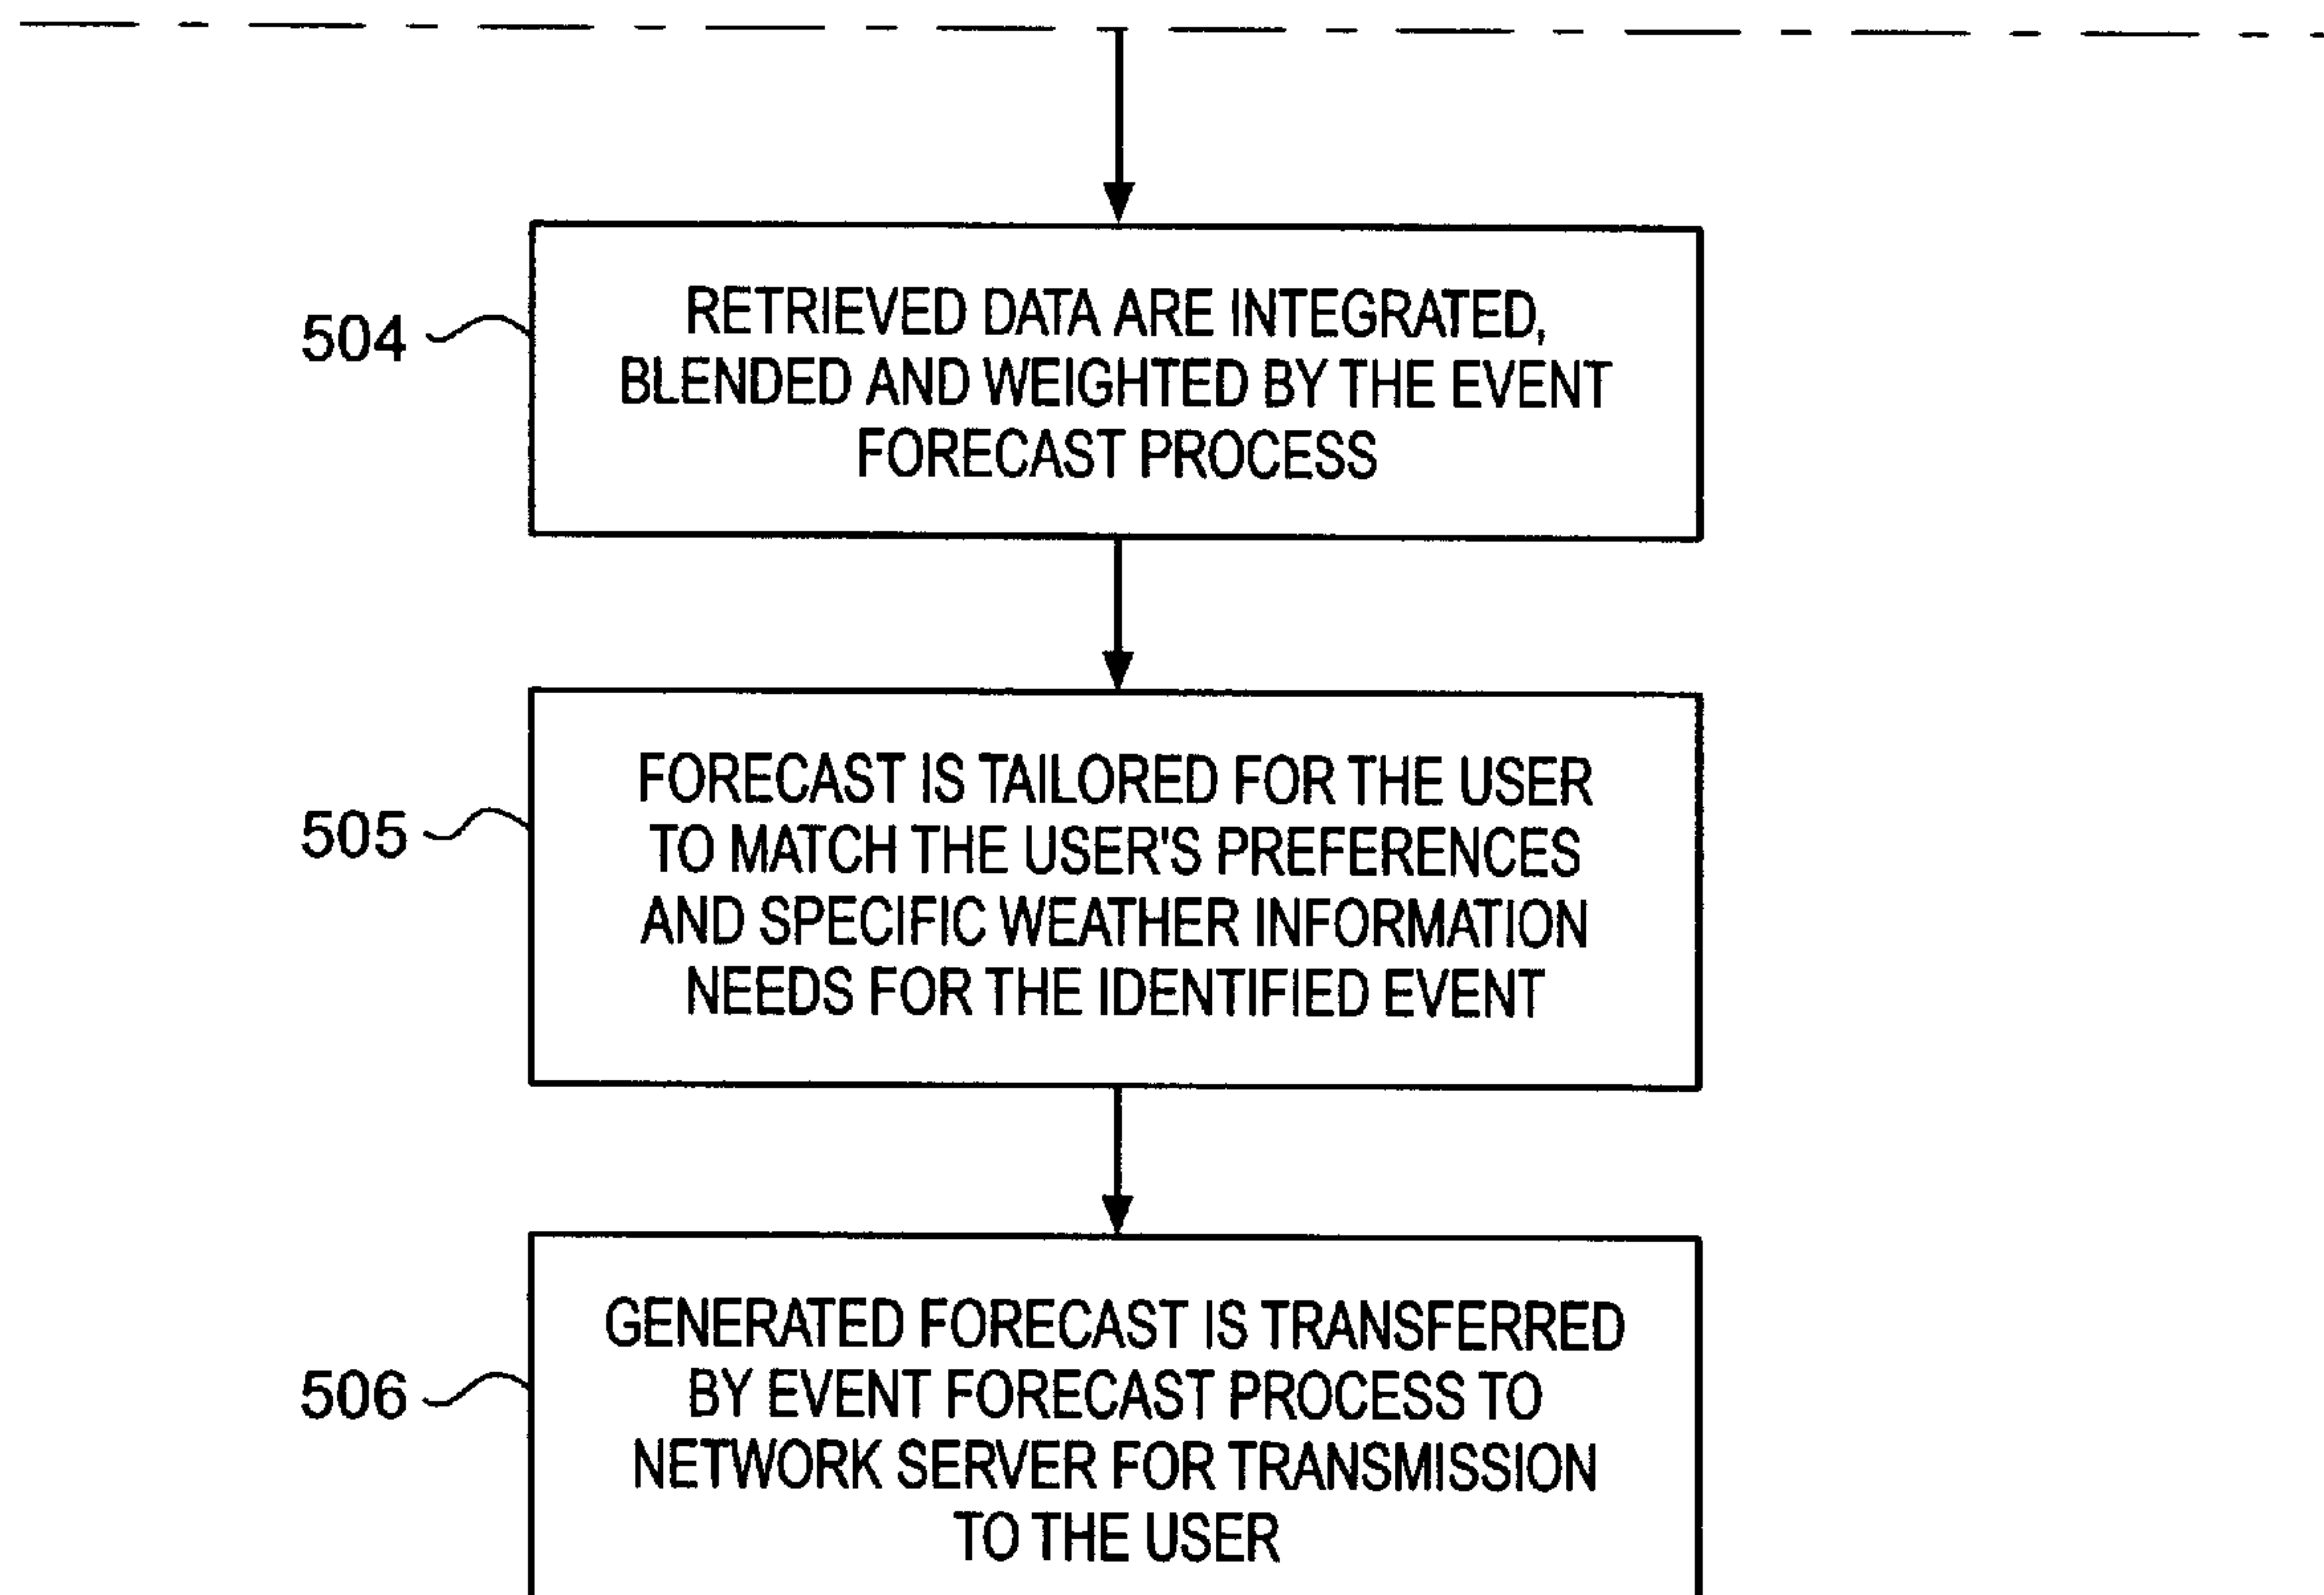 504
RETRIEVED DATA ARE INTEGRATED,
BLENDED AND WEIGHTED BY THE EVENT
FORECAST PROCESS
505
FORECAST IS TAILORED FOR THE USER
TO MATCH THE USER'S PREFERENCES
AND SPECIFIC WEATHER INFORMATION
NEEDS FOR THE IDENTIFIED EVENT
506
GENERATED FORECAST IS TRANSFERRED
BY EVENT FORECAST PROCESS TO
NETWORK SERVER FOR TRANSMISSION
TO THE USER